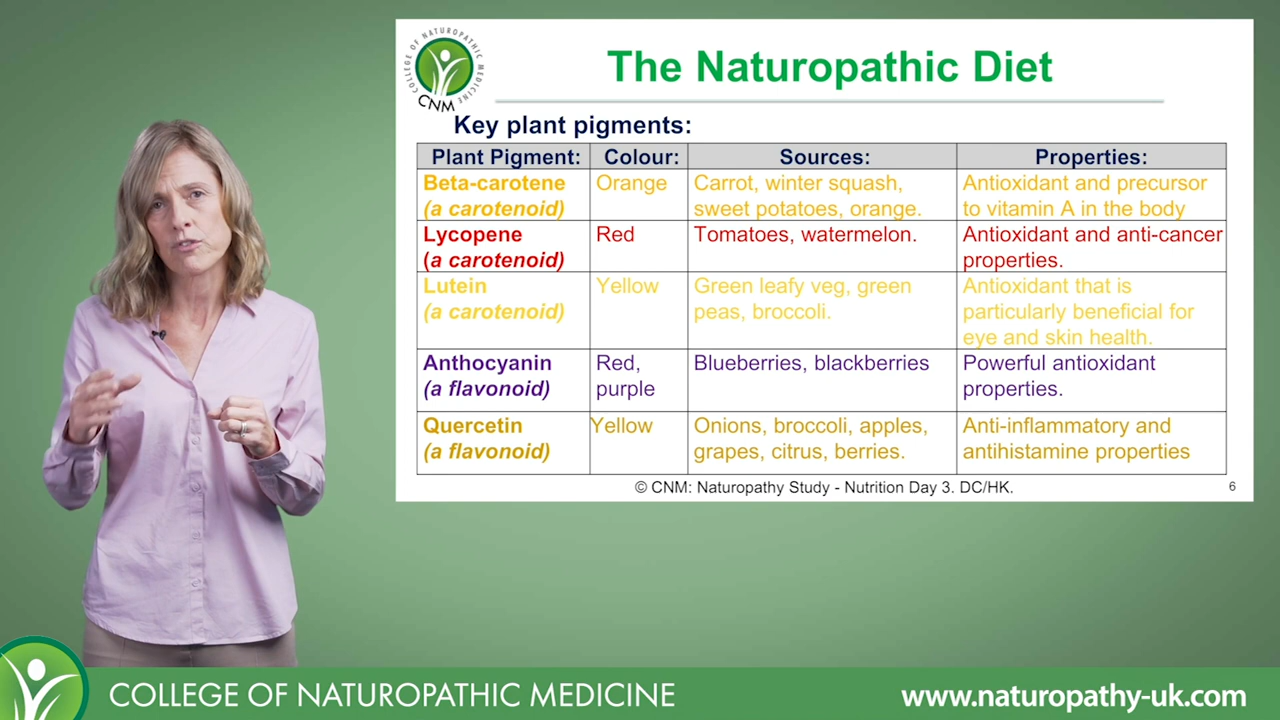 COLLEGE OF NATUROPATHIC MEDICINE
CNM
The Naturopathic Diet
Key plant pigments:
Plant Pigment: Colour: Sources: Properties:
Beta-carotene Orange Carrot, winter squash, Antioxidant and precursor
(a carotenoid) sweet potatoes, orange. to vitamin A in the body
Lycopene Red Tomatoes, watermelon. Antioxidant and anti-cancer
(a carotenoid) properties.
Lutein Yellow Green leafy veg, green Antioxidant that is
(a carotenoid) peas, broccoli. particularly beneficial for
eye and skin health.
Anthocyanin Red, Blueberries, blackberries Powerful antioxidant
(a flavonoid) purple properties.
Quercetin Yellow Onions, broccoli, apples, Anti-inflammatory and
(a flavonoid) grapes, citrus, berries. antihistamine properties
© CNM: Naturopathy Study - Nutrition Day 3. DC/HK. 6
COLLEGE OF NATUROPATHIC MEDICINE www.naturopathy-uk.com